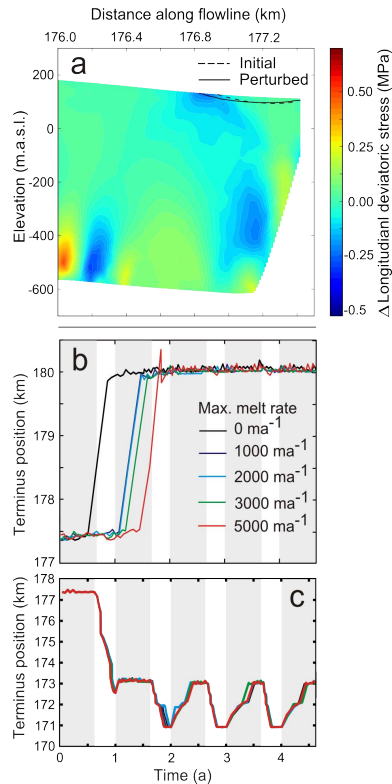 Distance along flowline (km)
176.0 176.4 176.8 177.2
a
Initial
Perturbed
200
0
-200
-400
-600
Elevation (m.a.s.l.)
0.50
0.25
0.00
-0.25
-0.5
Δ Longitudianl deviatoric stress (MPa)
b
180
179
178
177
Terminus position (km)
Max. melt rate
0 ma⁻¹
1000 ma⁻¹
2000 ma⁻¹
3000 ma⁻¹
5000 ma⁻¹
c
178
177
176
175
174
173
172
171
170
Terminus position (km)
0 1 2 3 4
Time (a)